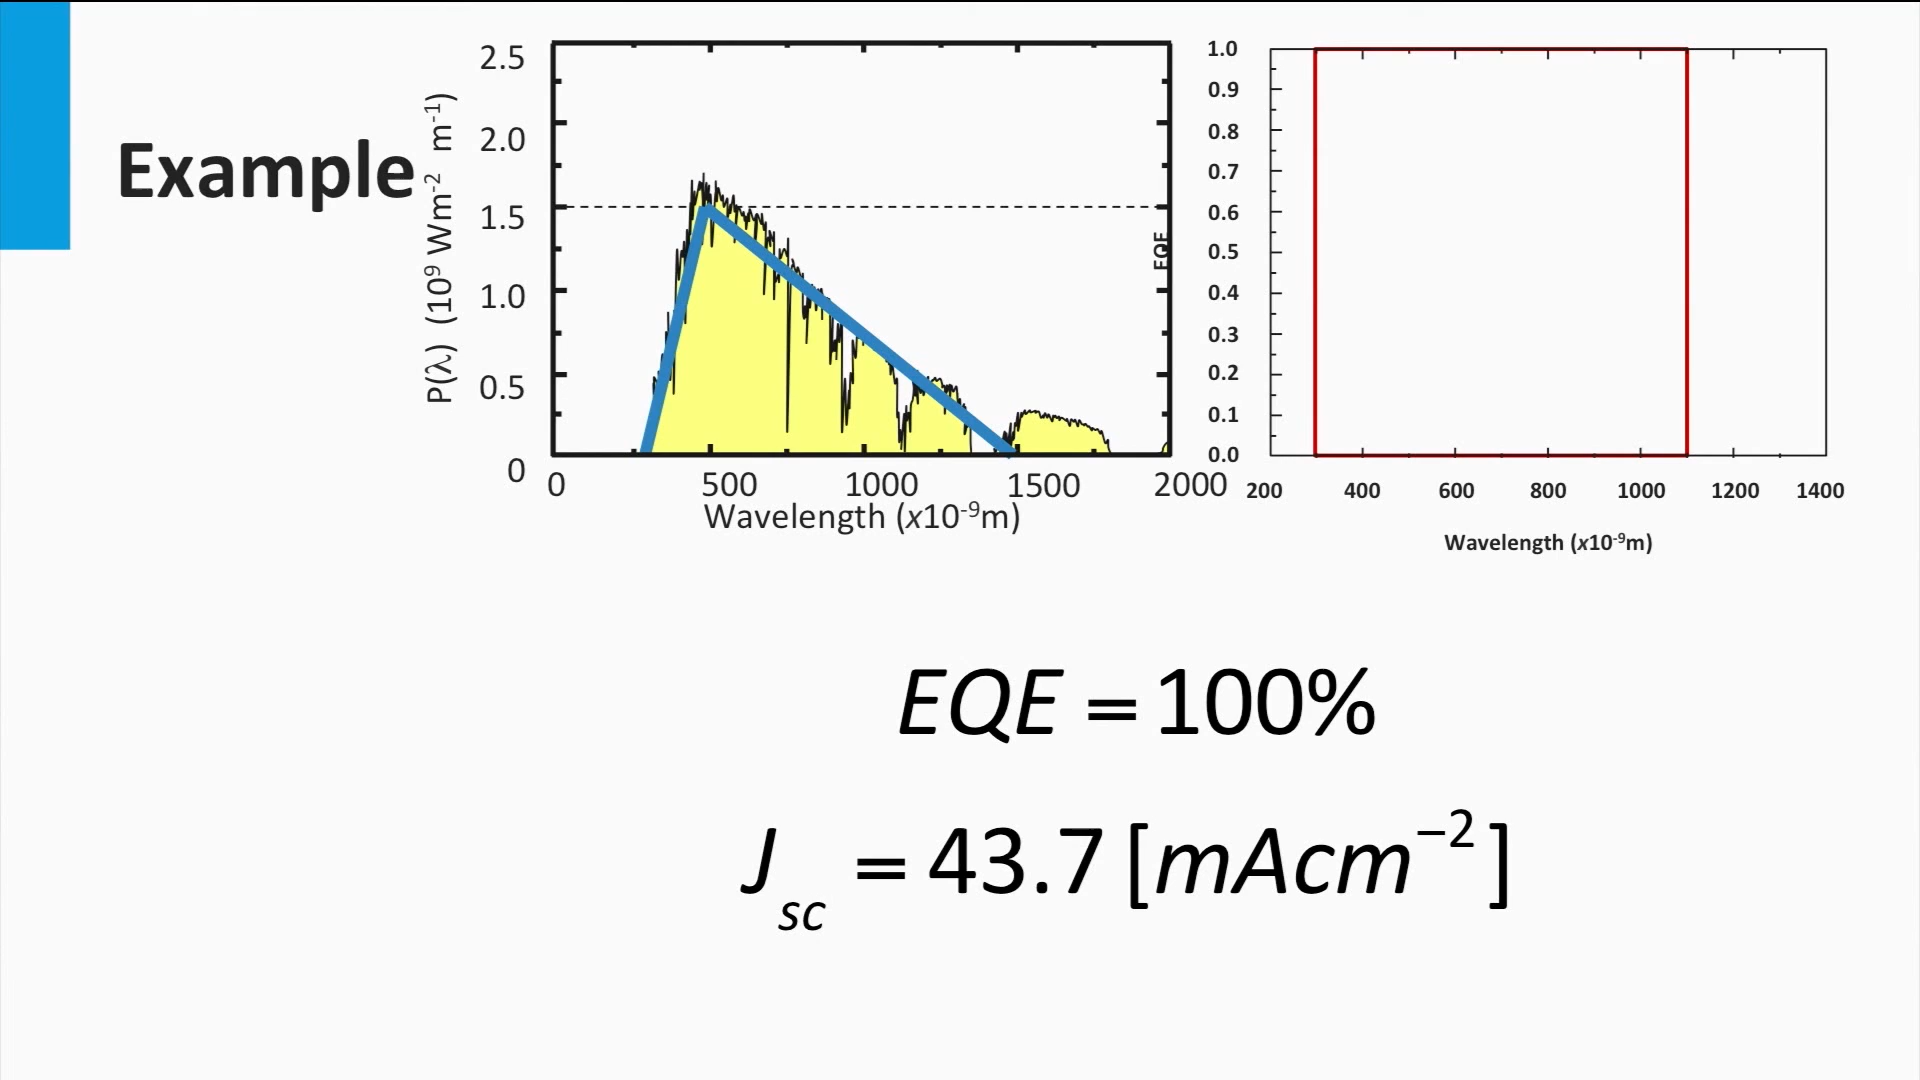 Example
P(λ) (10⁹ Wm⁻² m⁻¹)
2.5
2.0
1.5
1.0
0.5
0
0 500 1000 1500 2000
Wavelength (x10⁻⁹m)
EQE
1.0
0.9
0.8
0.7
0.6
0.5
0.4
0.3
0.2
0.1
0.0
200 400 600 800 1000 1200 1400
Wavelength (x10⁻⁹m)
EQE = 100%
J_sc = 43.7 [mAcm⁻²]